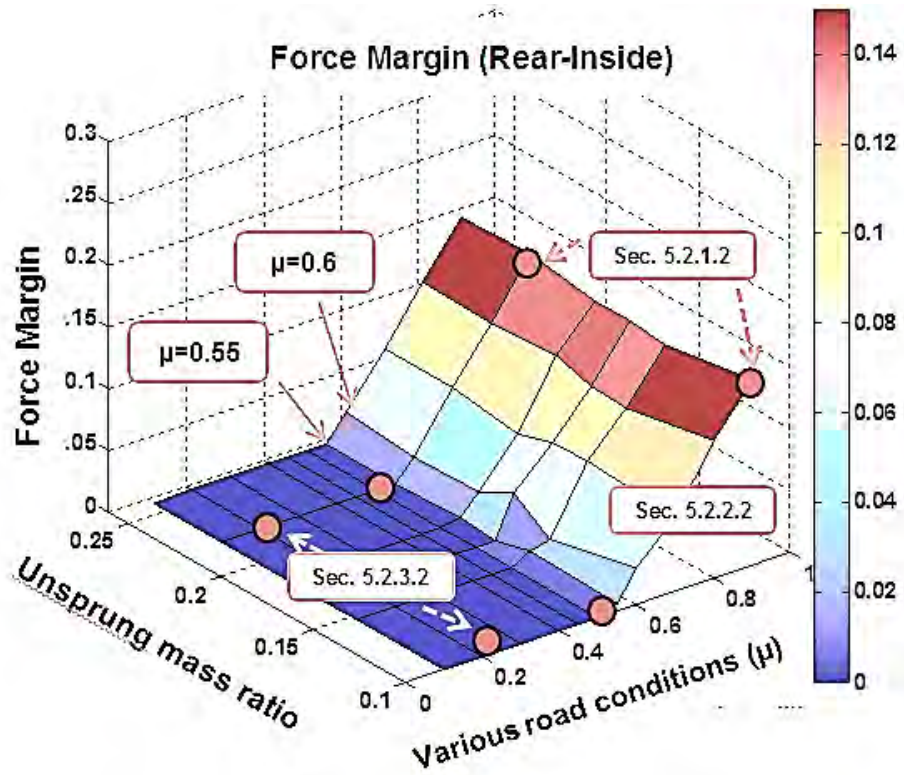 Force Margin (Rear-Inside)
0.14
0.12
0.1
0.08
0.06
0.04
0.02
0
Force Margin
0.3
.25
0.2
.15
0.1
.05
0
μ=0.6
μ=0.55
Sec. 5.2.1.2
Sec. 5.2.2.2
Sec. 5.2.3.2
0.25
0.2
0.15
0.1
Unsprung mass ratio
0
0.2
0.4
0.6
0.8
1
Various road conditions (μ)